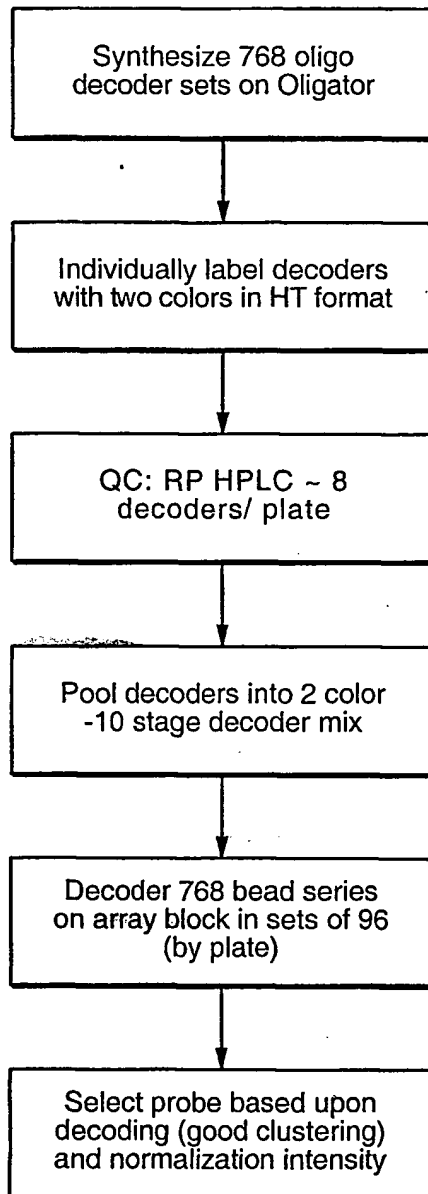 Synthesize 768 oligo
decoder sets on Oligator
Individually label decoders
with two colors in HT format
QC: RP HPLC ~ 8
decoders/ plate
Pool decoders into 2 color
-10 stage decoder mix
Decoder 768 bead series
on array block in sets of 96
(by plate)
Select probe based upon
decoding (good clustering)
and normalization intensity